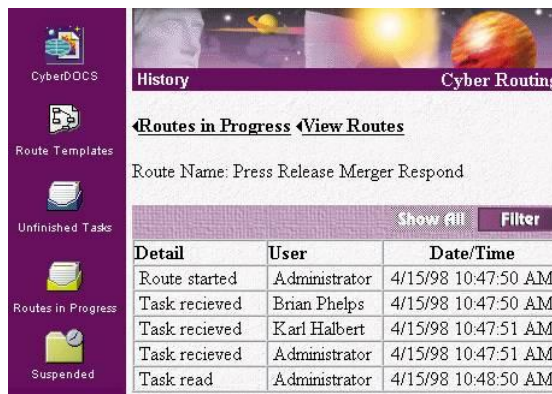 CyberDOCS
Route Templates
Unfinished Tasks
Routes in Progress
Suspended
History
Cyber Routing
Routes in Progress View Routes
Route Name: Press Release Merger Respond
Show All Filter
Detail User Date/Time
Route started Administrator 4/15/98 10:47:50 AM
Task recieved Brian Phelps 4/15/98 10:47:50 AM
Task recieved Karl Halbert 4/15/98 10:47:51 AM
Task recieved Administrator 4/15/98 10:47:51 AM
Task read Administrator 4/15/98 10:48:50 AM